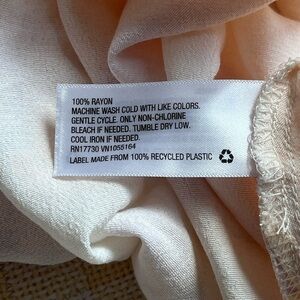 100% RAYON
MACHINE WASH COLD WITH LIKE COLORS.
GENTLE CYCLE. ONLY NON-CHLORINE
BLEACH IF NEEDED. TUMBLE DRY LOW.
COOL IRON IF NEEDED.
RN17730 VN1055164
LABEL MADE FROM 100% RECYCLED PLASTIC